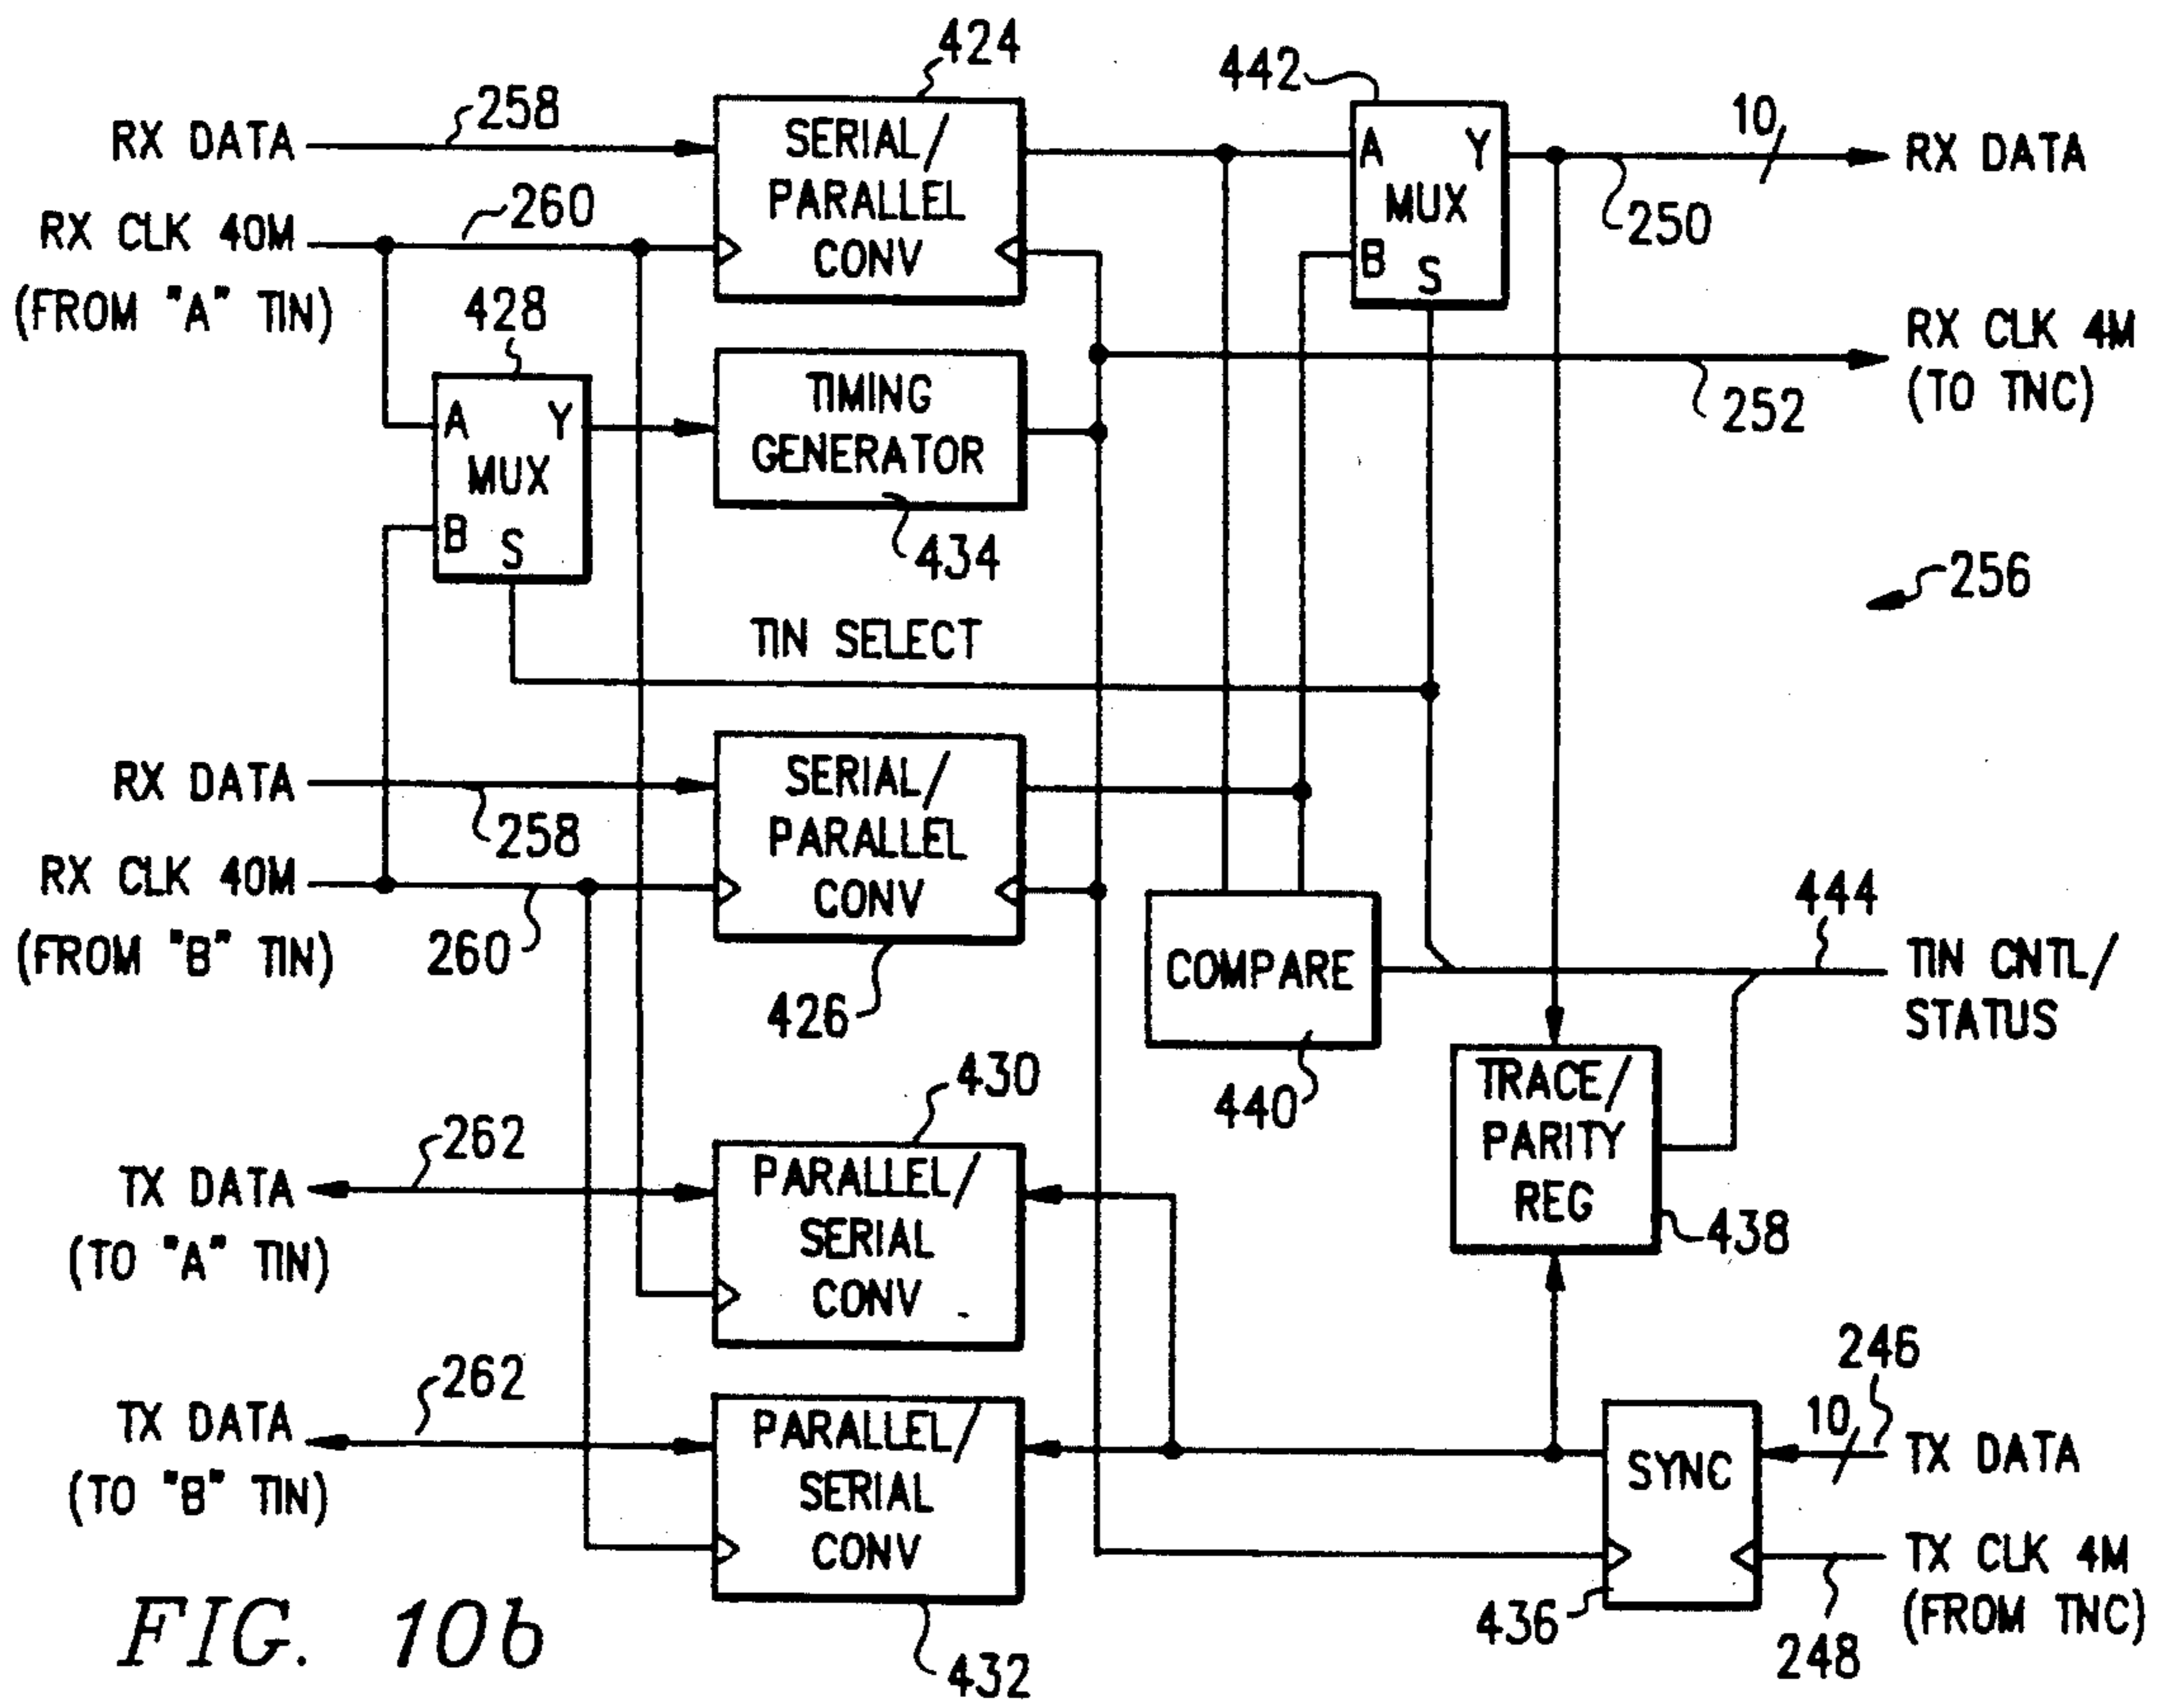 424
442
10
RX DATA
258
SERIAL/
PARALLEL
CONV
A
Y
MUX
B
S
RX DATA
250
RX CLK 40M
(FROM "A" TIN)
260
428
RX CLK 4M
(TO TNC)
252
A
Y
MUX
B
S
TIMING
GENERATOR
434
256
TIN SELECT
RX DATA
258
SERIAL/
PARALLEL
CONV
RX CLK 40M
(FROM "B" TIN)
260
426
COMPARE
440
444
TIN CNTL/
STATUS
430
TRACE/
PARITY
REG
438
TX DATA
(TO "A" TIN)
262
PARALLEL/
SERIAL
CONV
TX DATA
(TO "B" TIN)
262
PARALLEL/
SERIAL
CONV
432
SYNC
436
246
10
TX DATA
TX CLK 4M
(FROM TNC)
248
FIG. 10b